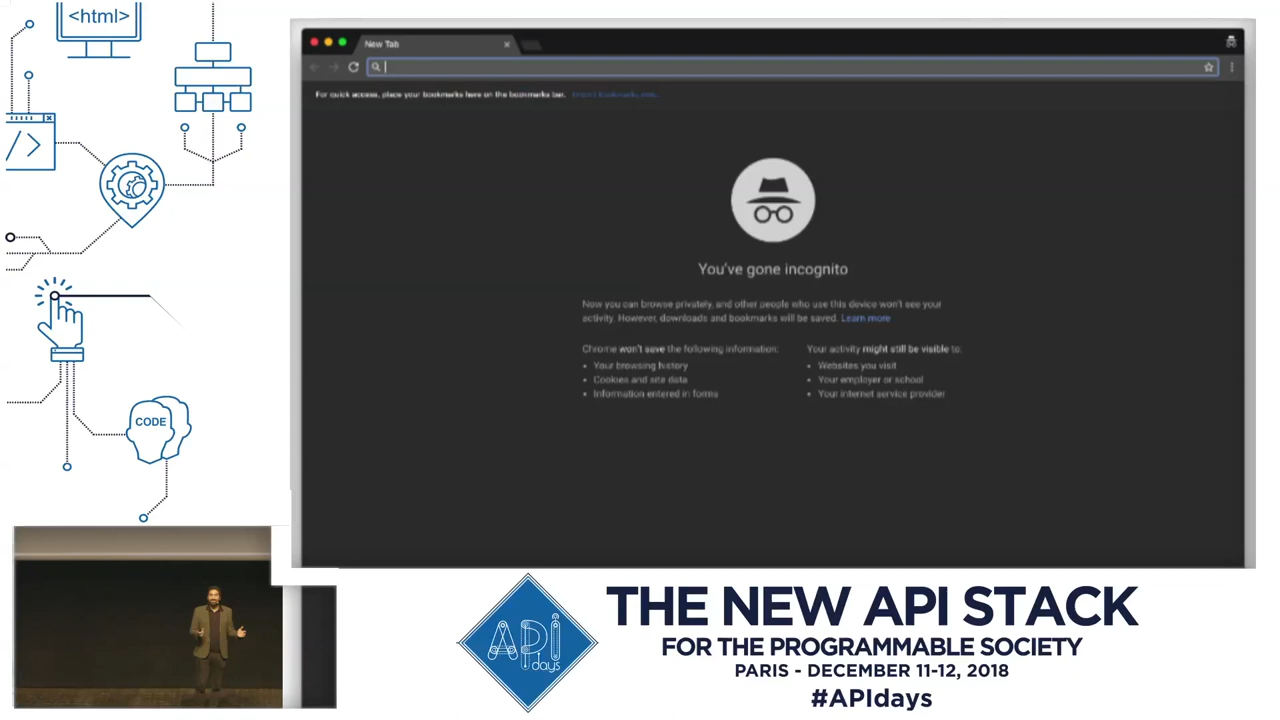 <html>
</>
CODE
New Tab
For quick access, place your bookmarks here on the bookmarks bar. Import bookmarks now...
You've gone incognito
Now you can browse privately, and other people who use this device won't see your
activity. However, downloads and bookmarks will be saved. Learn more
Chrome won't save the following information:
• Your browsing history
• Cookies and site data
• Information entered in forms
Your activity might still be visible to:
• Websites you visit
• Your employer or school
• Your internet service provider
APi
days
THE NEW API STACK
FOR THE PROGRAMMABLE SOCIETY
PARIS - DECEMBER 11-12, 2018
#APIdays